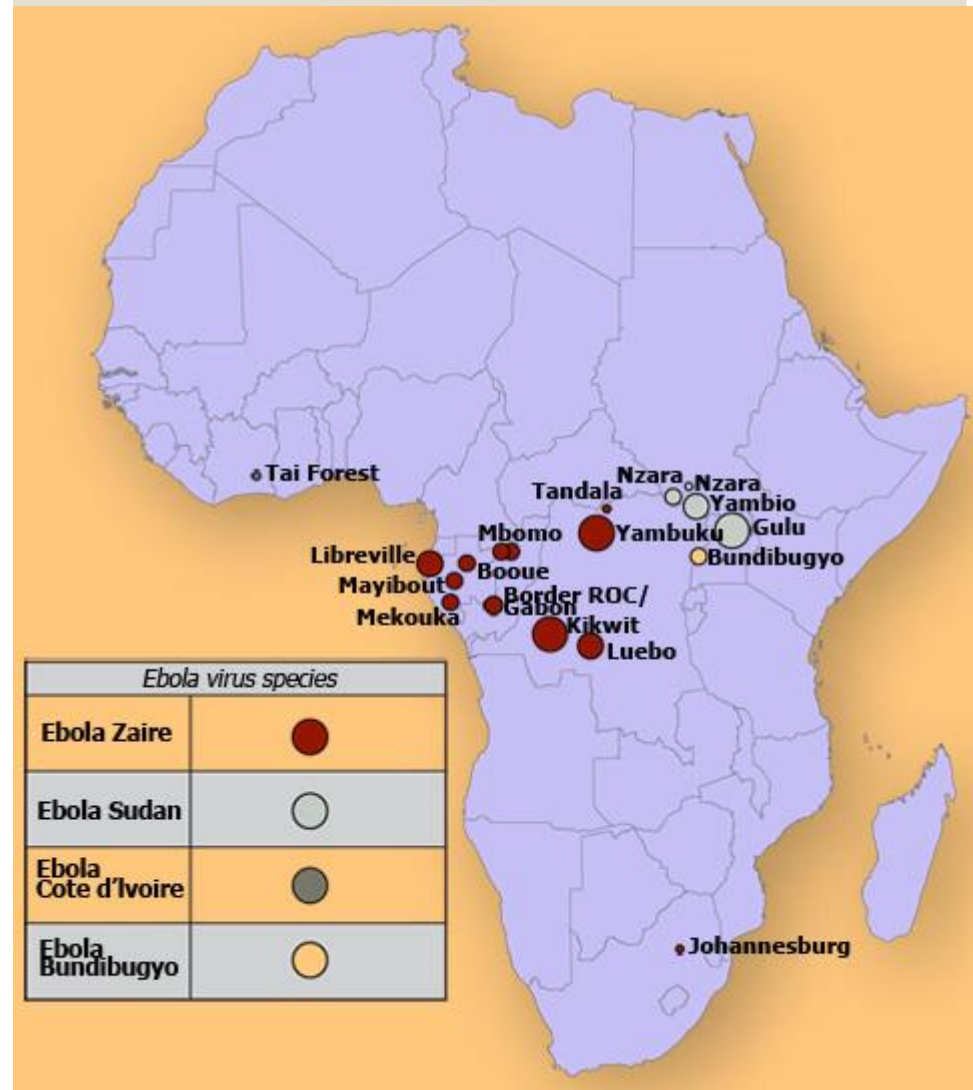 Tai Forest
Nzara
Nzara
Tandala
Yambio
Mbomo
Yambuku
Gulu
Libreville
Booue
Bundibugyo
Mayibout
Border ROC/
Gabon
Mekouka
Kikwit
Luebo
Ebola virus species
Ebola Zaire
Ebola Sudan
Ebola
Cote d'Ivoire
Ebola
Bundibugyo
Johannesburg